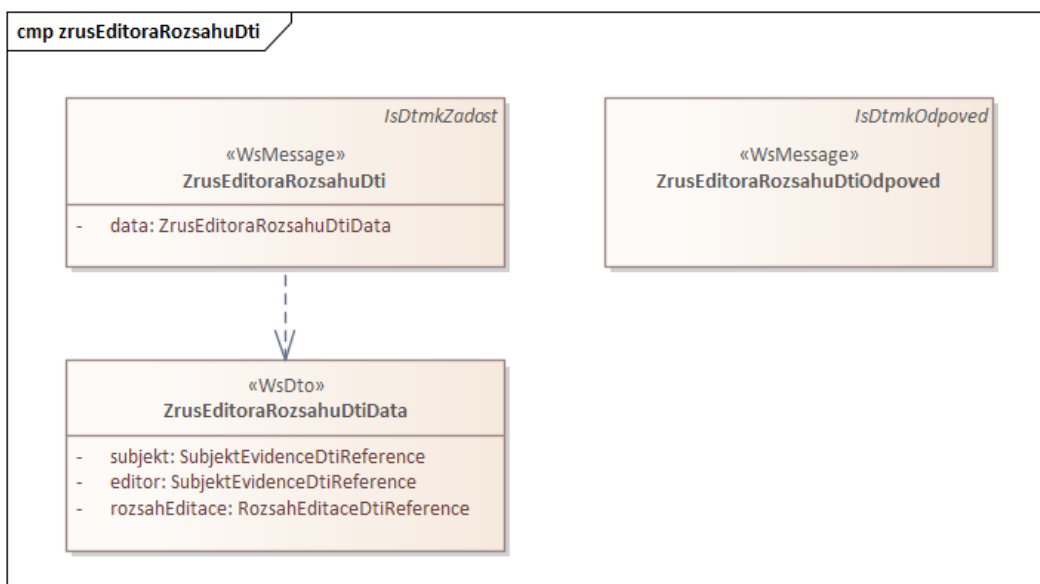 cmp zrusEditoraRozsahuDti
IsDtmkZadost
«WsMessage»
ZrusEditoraRozsahuDti
- data: ZrusEditoraRozsahuDtiData
IsDtmkOdpoved
«WsMessage»
ZrusEditoraRozsahuDtiOdpoved
«WsDto»
ZrusEditoraRozsahuDtiData
- subjekt: SubjektEvidenceDtiReference
- editor: SubjektEvidenceDtiReference
- rozsahEditace: RozsahEditaceDtiReference